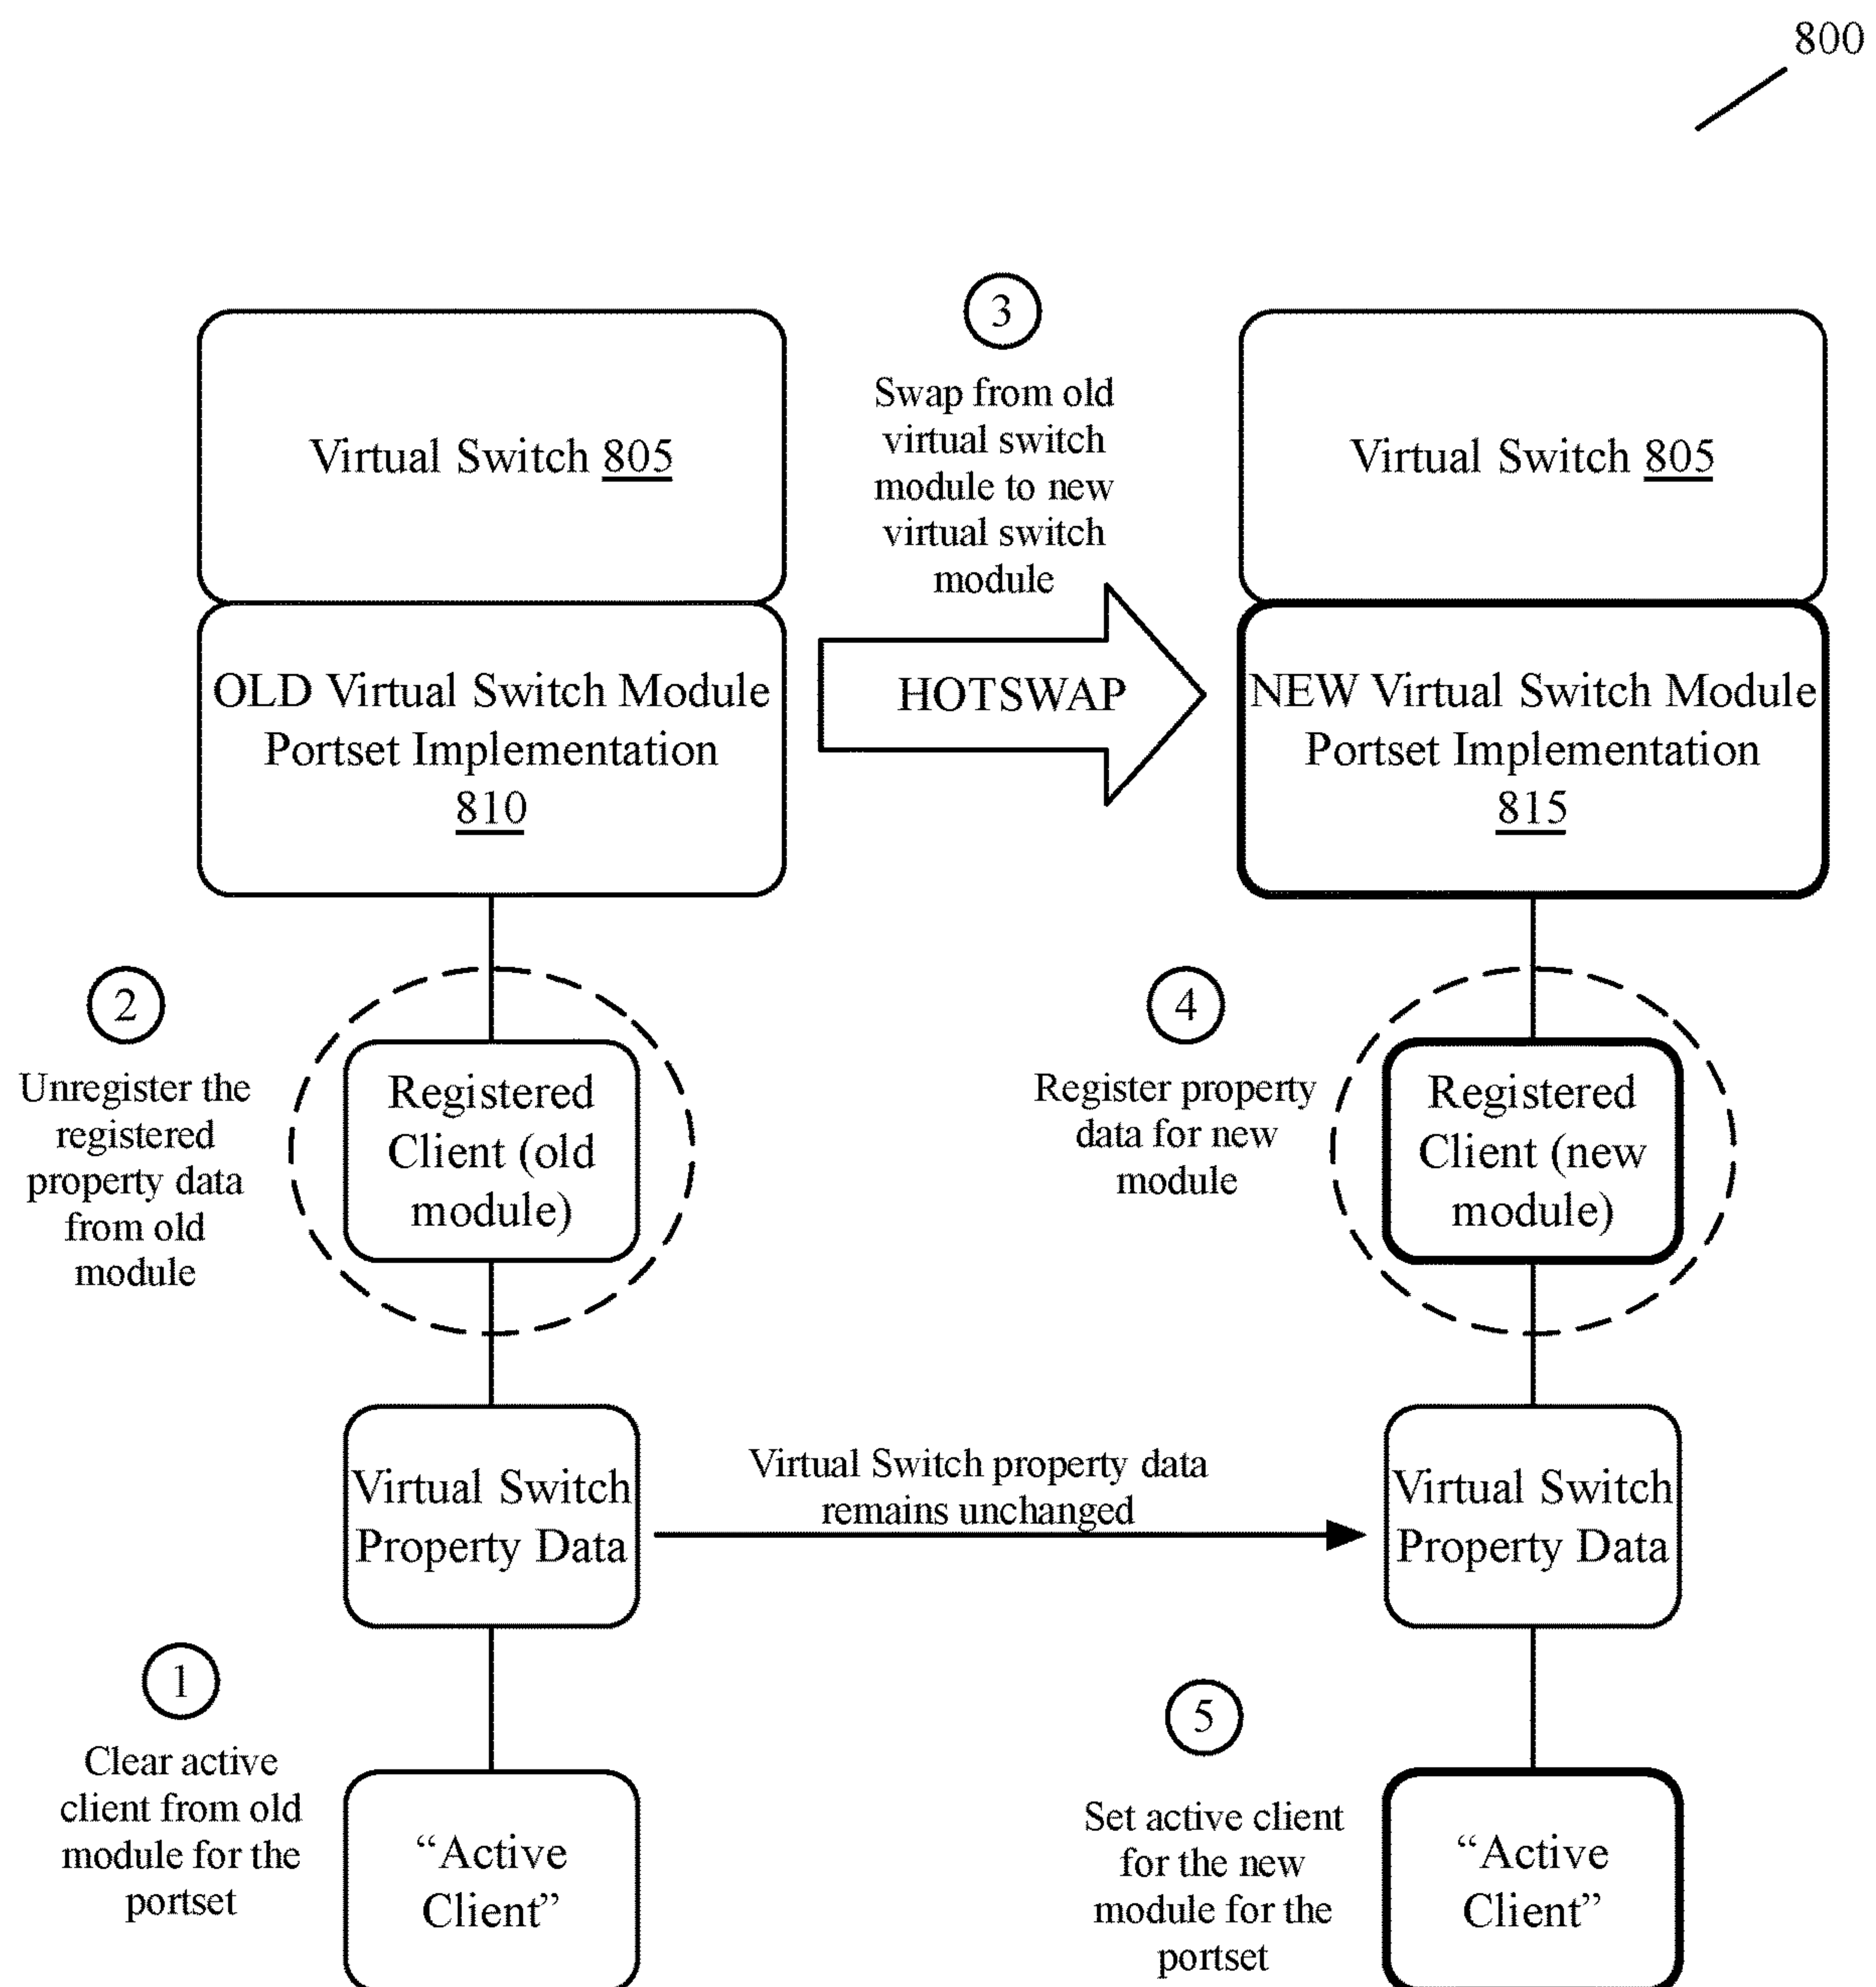 800
3
Swap from old
virtual switch
module to new
virtual switch
module
Virtual Switch 805
Virtual Switch 805
OLD Virtual Switch Module
Portset Implementation
810
HOTSWAP
NEW Virtual Switch Module
Portset Implementation
815
2
Unregister the
registered
property data
from old
module
Registered
Client (old
module)
4
Register property
data for new
module
Registered
Client (new
module)
Virtual Switch
Property Data
Virtual Switch property data
remains unchanged
Virtual Switch
Property Data
1
Clear active
client from old
module for the
portset
“Active
Client”
5
Set active client
for the new
module for the
portset
“Active
Client”